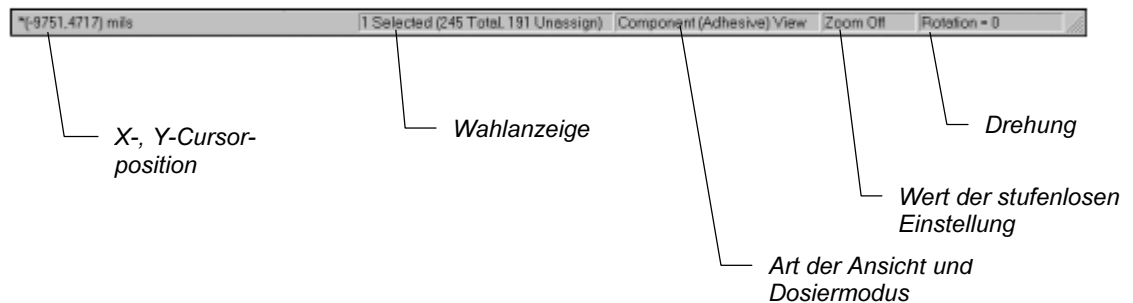 *(-9751,4717) mils 1 Selected (245 Total, 191 Unassign) Component (Adhesive) View Zoom Off Rotation = 0
X-, Y-Cursor-
position
Wahlanzeige
Drehung
Wert der stufenlosen
Einstellung
Art der Ansicht und
Dosiermodus